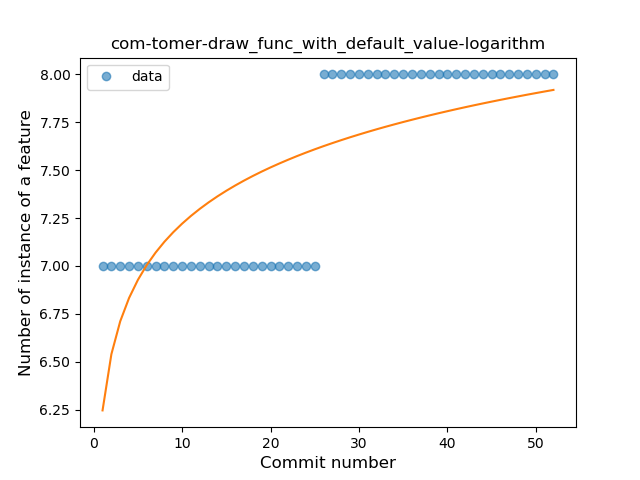 com-tomer-draw_func_with_default_value-logarithm
data
8.00
7.75
7.50
7.25
7.00
6.75
6.50
6.25
Number of instance of a feature
0 10 20 30 40 50
Commit number